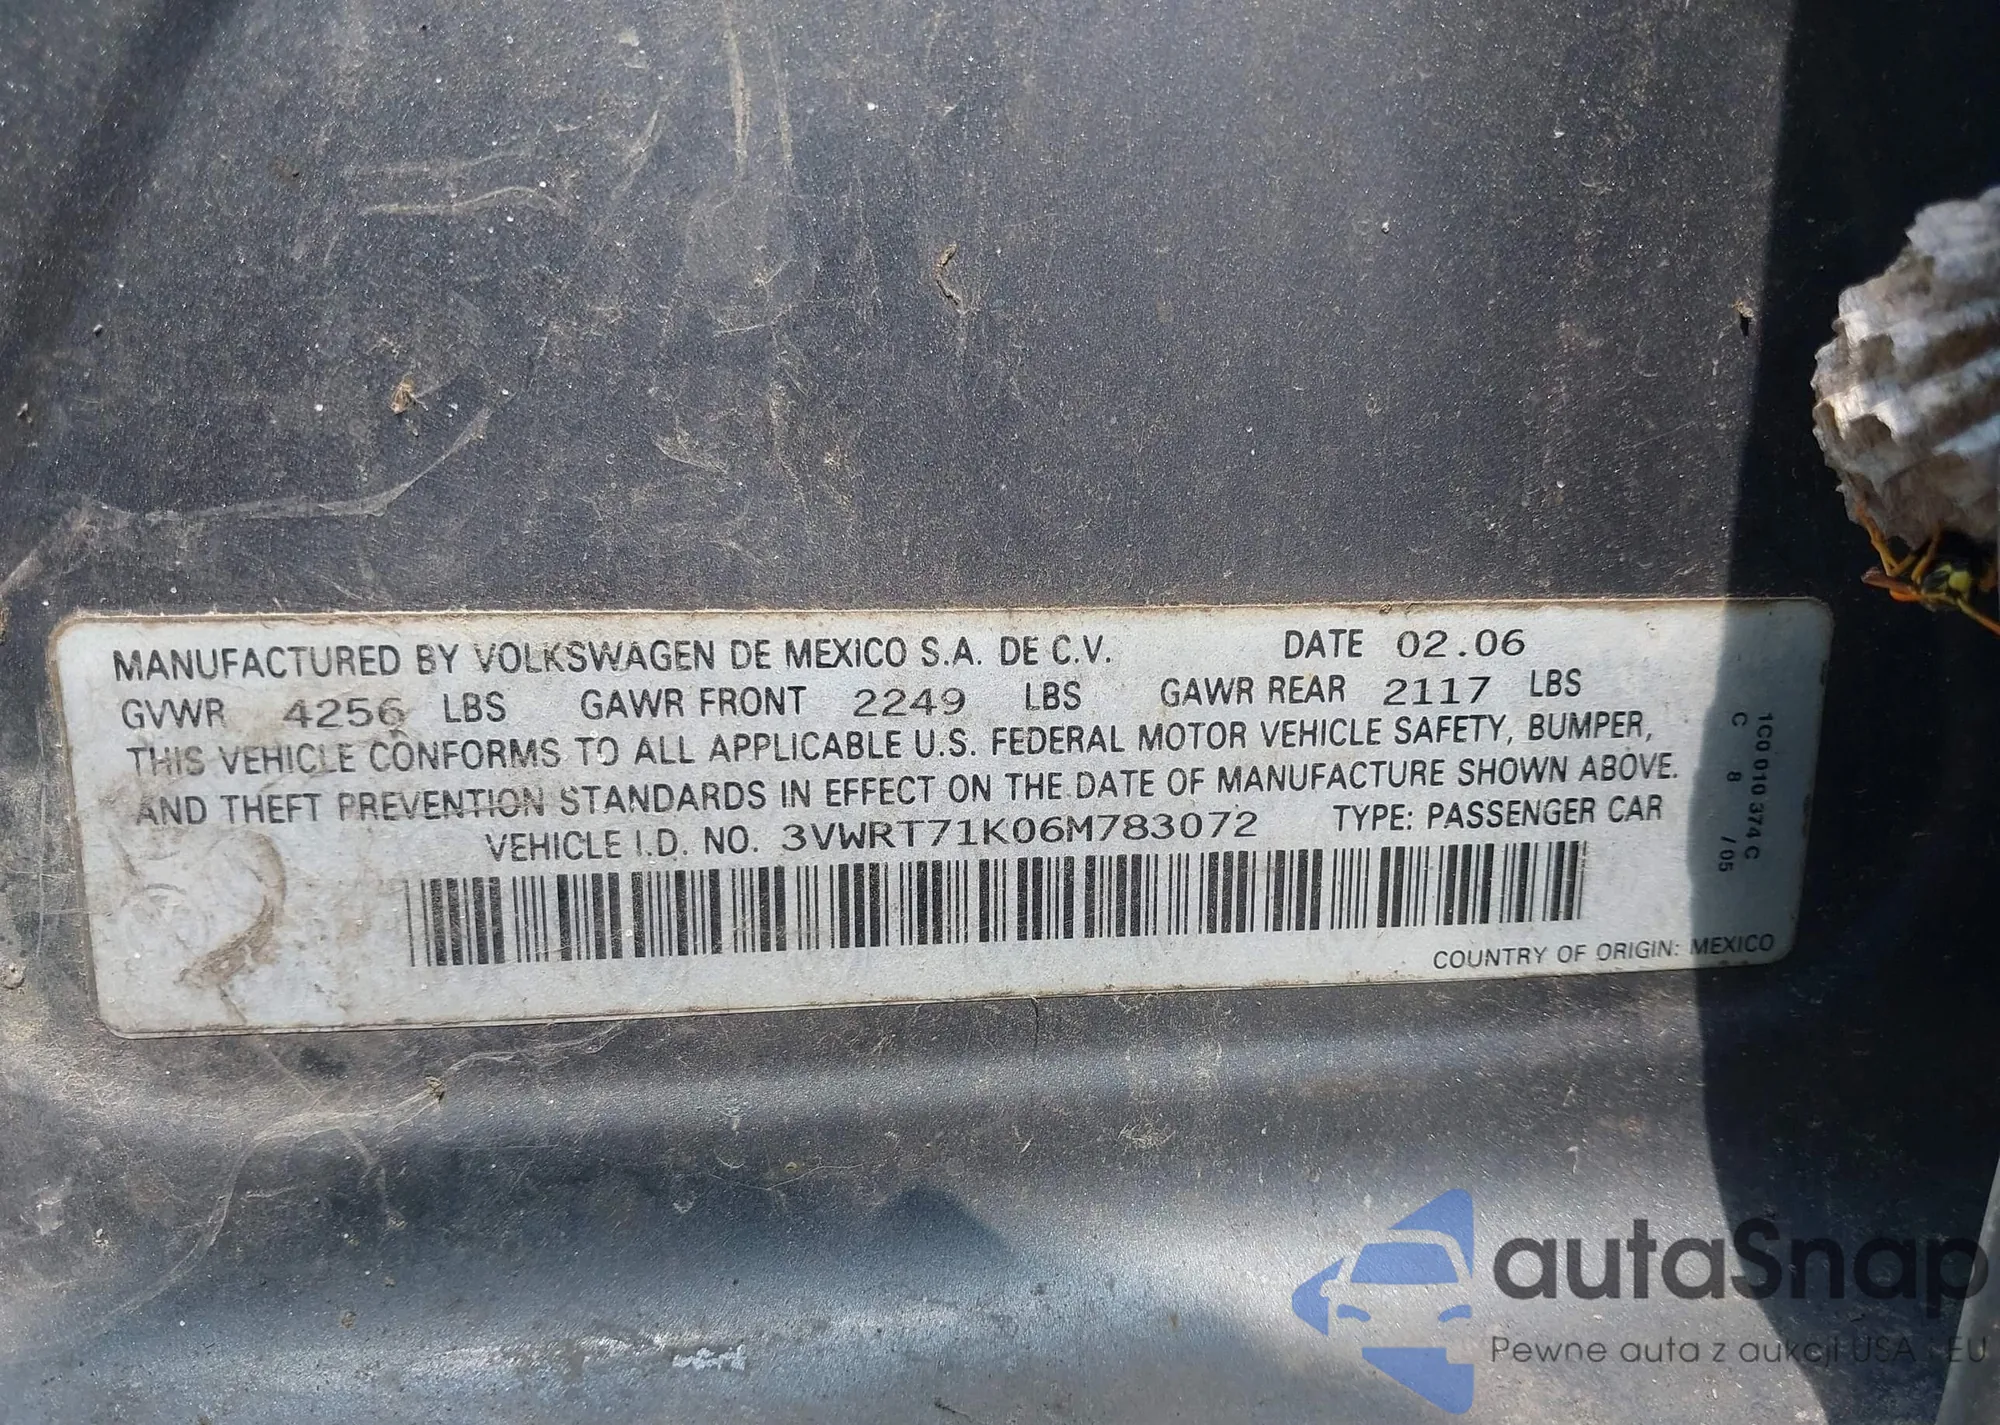 MANUFACTURED BY VOLKSWAGEN DE MEXICO S.A. DE C.V. DATE 02.06
GVWR 4256 LBS GAWR FRONT 2249 LBS GAWR REAR 2117 LBS
THIS VEHICLE CONFORMS TO ALL APPLICABLE U.S. FEDERAL MOTOR VEHICLE SAFETY, BUMPER,
AND THEFT PREVENTION STANDARDS IN EFFECT ON THE DATE OF MANUFACTURE SHOWN ABOVE.
VEHICLE I.D. NO. 3VWRT71K06M783072 TYPE: PASSENGER CAR
COUNTRY OF ORIGIN: MEXICO
1C0 010 374 C
C 8 /05
autaSnap
Pewne auta z aukcji USA i EU